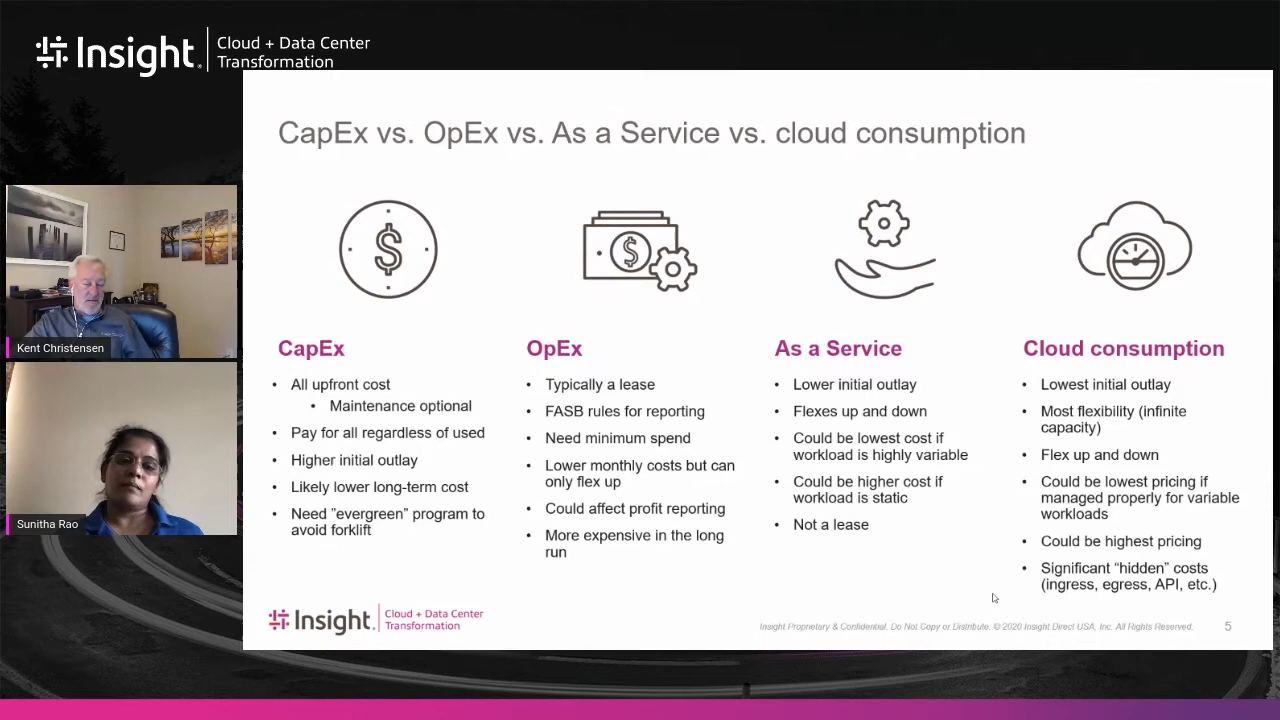 Insight. Cloud + Data Center
Transformation
CapEx vs. OpEx vs. As a Service vs. cloud consumption
Kent Christensen
Sunitha Rao
CapEx
• All upfront cost
• Maintenance optional
• Pay for all regardless of used
• Higher initial outlay
• Likely lower long-term cost
• Need "evergreen" program to
avoid forklift
OpEx
• Typically a lease
• FASB rules for reporting
• Need minimum spend
• Lower monthly costs but can
only flex up
• Could affect profit reporting
• More expensive in the long
run
As a Service
• Lower initial outlay
• Flexes up and down
• Could be lowest cost if
workload is highly variable
• Could be higher cost if
workload is static
• Not a lease
Cloud consumption
• Lowest initial outlay
• Most flexibility (infinite
capacity)
• Flex up and down
• Could be lowest pricing if
managed properly for variable
workloads
• Could be highest pricing
• Significant "hidden" costs
(ingress, egress, API, etc.)
Insight. Cloud + Data Center
Transformation
Insight Proprietary & Confidential. Do Not Copy or Distribute. © 2020 Insight Direct USA, Inc. All Rights Reserved.
5